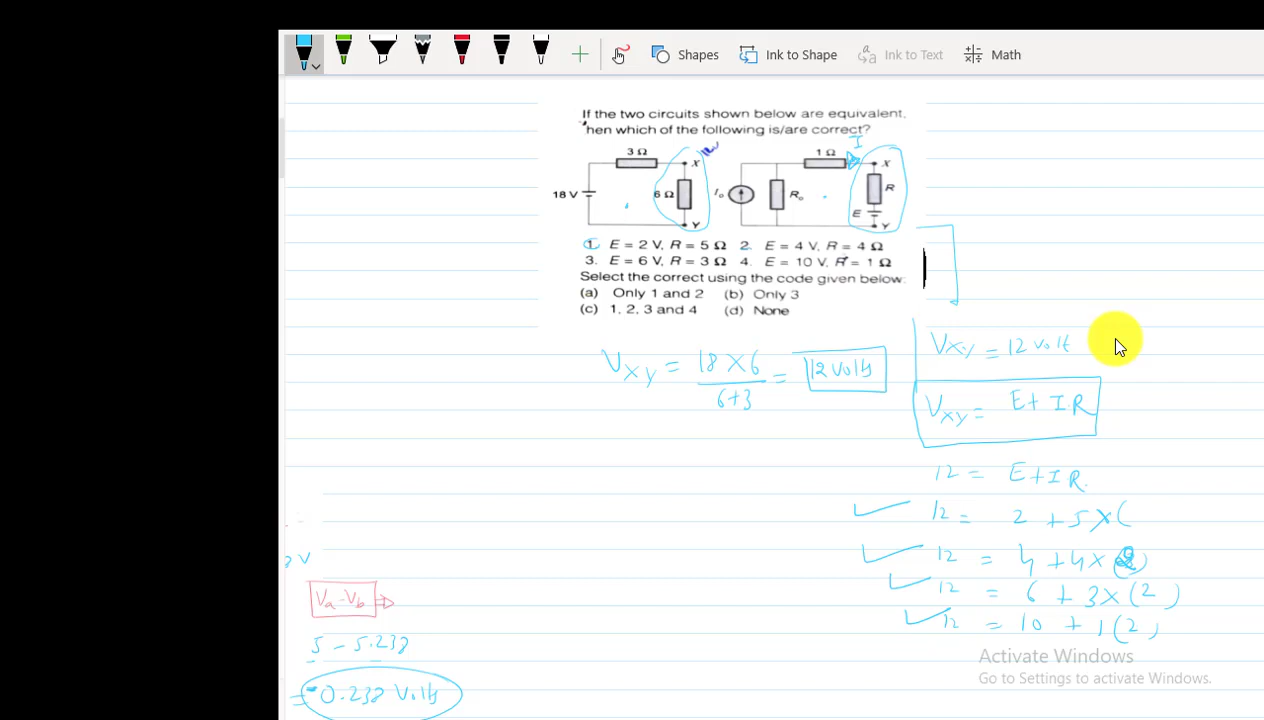 Shapes Ink to Shape Ink to Text Math
If the two circuits shown below are equivalent,
hen which of the following is/are correct?
3 Ω X 1 Ω I X
18 V 6 Ω I₀ R₀ R
E
Y Y
1. E = 2 V, R = 5 Ω 2. E = 4 V, R = 4 Ω
3. E = 6 V, R = 3 Ω 4. E = 10 V, R = 1 Ω
Select the correct using the code given below:
(a) Only 1 and 2 (b) Only 3
(c) 1, 2, 3 and 4 (d) None
Vxy = 18 X 6 / 6+3 = 12 volts
Vxy = 12 volt
Vxy = E + I.R
12 = E + I R.
12 = 2 + 5 X (
12 = 4 + 4 X (2)
12 = 6 + 3 X (2)
12 = 10 + 1 (2)
V
Va - Vb
5 - 5.238
= -0.238 Volts
Activate Windows
Go to Settings to activate Windows.